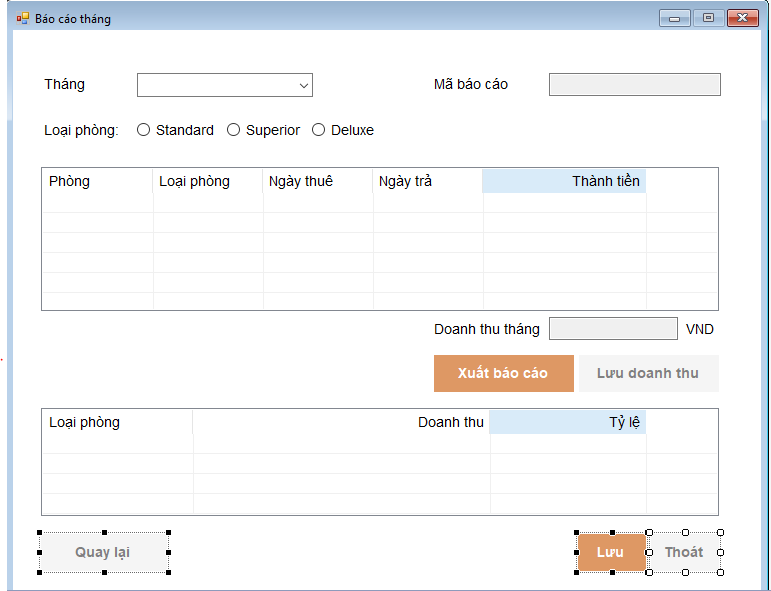 Báo cáo tháng
Tháng Mã báo cáo
Loại phòng: Standard Superior Deluxe
Phòng Loại phòng Ngày thuê Ngày trả Thành tiền
Doanh thu tháng VND
Xuất báo cáo Lưu doanh thu
Loại phòng Doanh thu Tỷ lệ
Quay lại Lưu Thoát